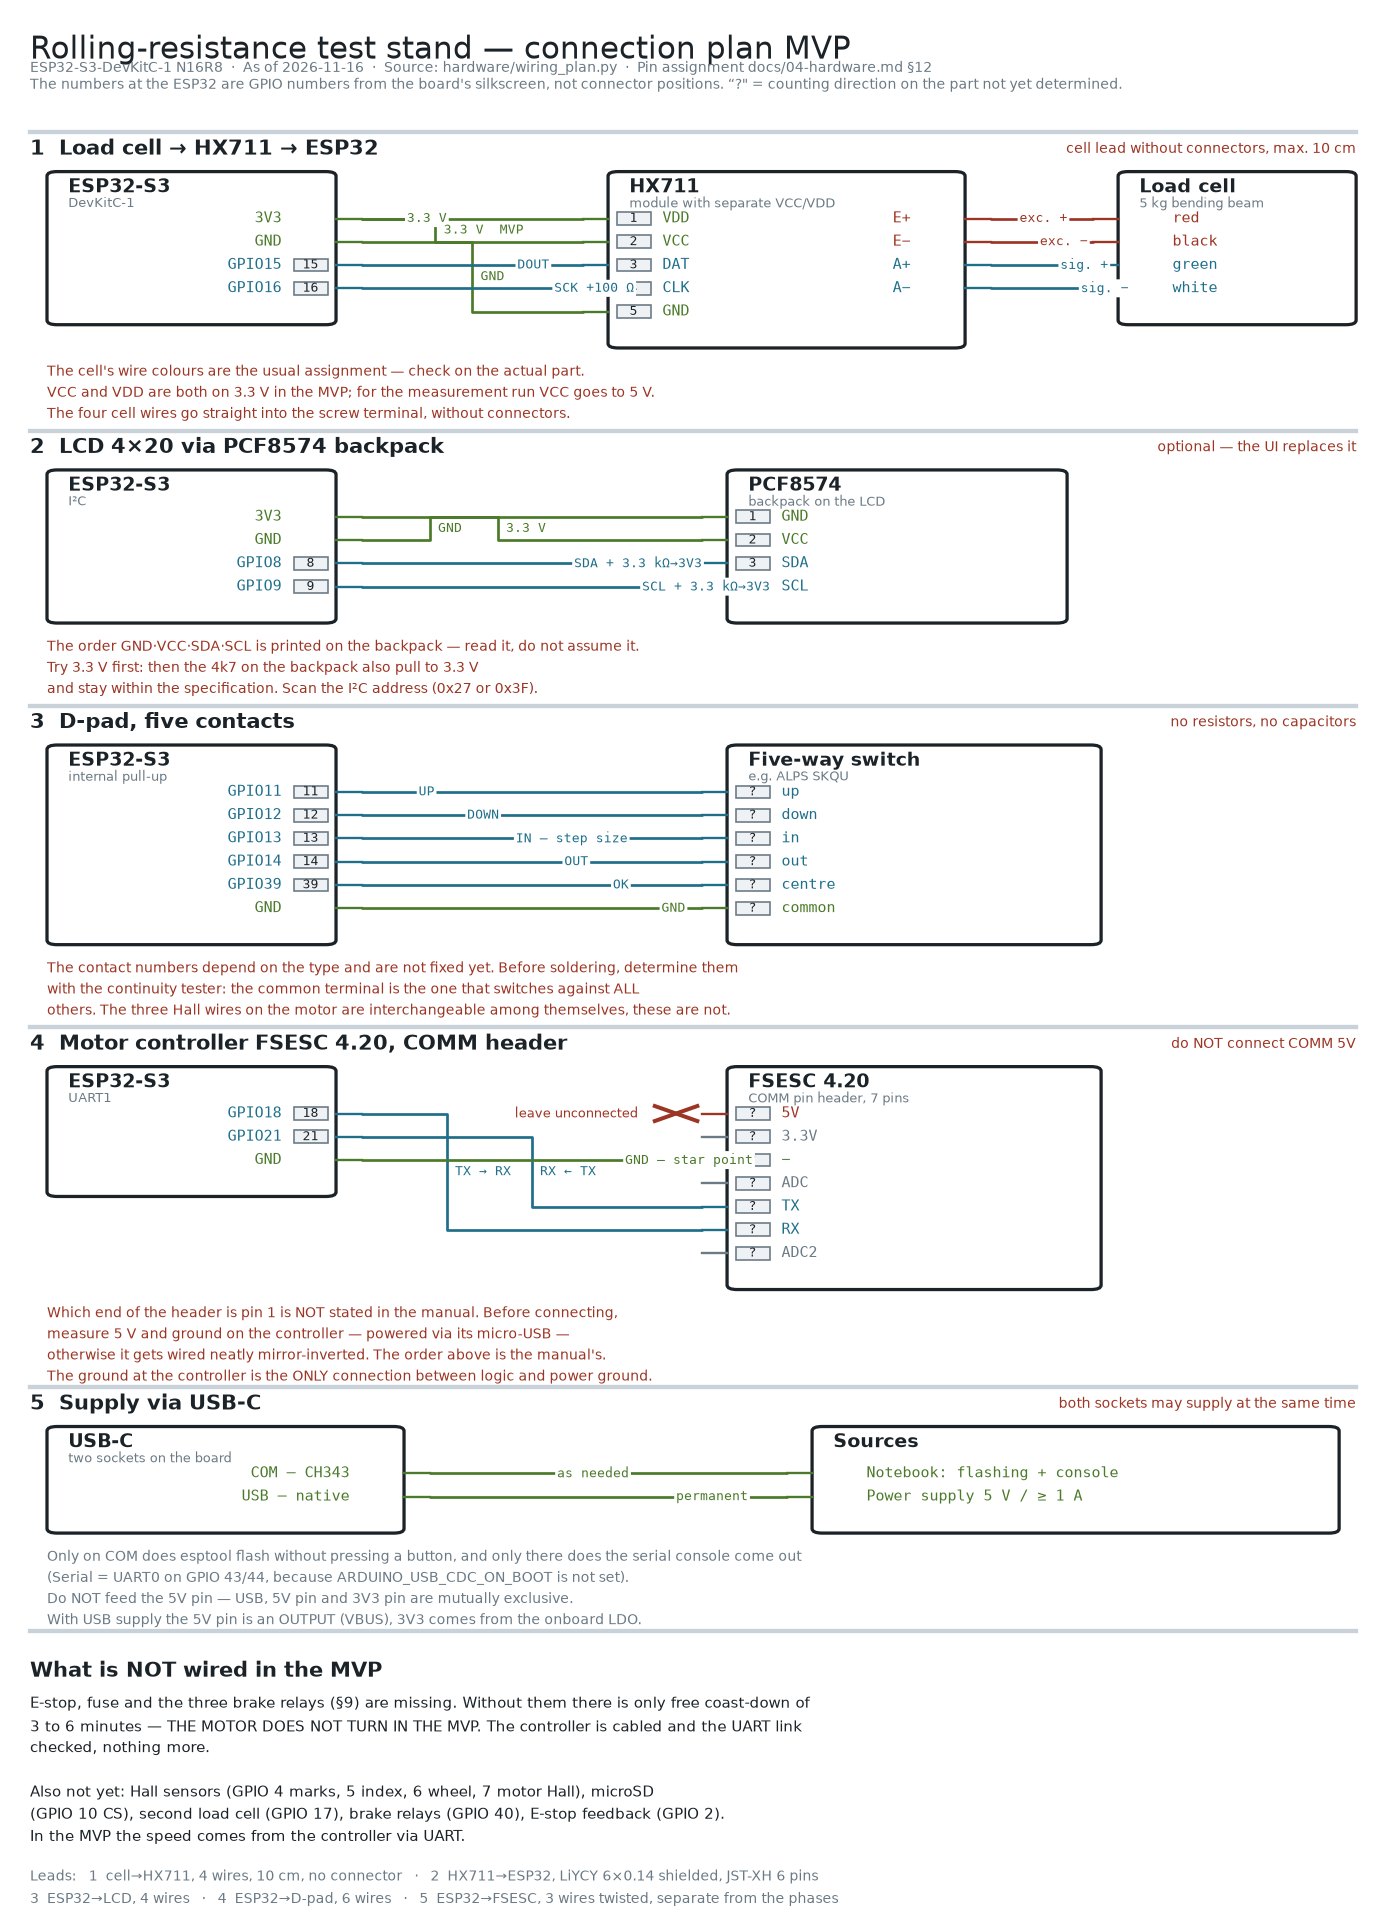 Rolling-resistance test stand — connection plan MVP
ESP32-S3-DevKitC-1 N16R8 · As of 2026-11-16 · Source: hardware/wiring_plan.py · Pin assignment docs/04-hardware.md §12
The numbers at the ESP32 are GPIO numbers from the board's silkscreen, not connector positions. “?" = counting direction on the part not yet determined.
1 Load cell → HX711 → ESP32
cell lead without connectors, max. 10 cm
ESP32-S3
DevKitC-1
3V3
GND
GPIO15 15
GPIO16 16
3.3 V
3.3 V MVP
DOUT
GND
SCK +100 Ω
HX711
module with separate VCC/VDD
1 VDD
2 VCC
3 DAT
CLK
5 GND
E+
E−
A+
A−
exc. +
exc. −
sig. +
sig. −
Load cell
5 kg bending beam
red
black
green
white
The cell's wire colours are the usual assignment — check on the actual part.
VCC and VDD are both on 3.3 V in the MVP; for the measurement run VCC goes to 5 V.
The four cell wires go straight into the screw terminal, without connectors.
2 LCD 4×20 via PCF8574 backpack
optional — the UI replaces it
ESP32-S3
I²C
3V3
GND
GPIO8 8
GPIO9 9
GND
3.3 V
SDA + 3.3 kΩ→3V3
SCL + 3.3 kΩ→3V3
PCF8574
backpack on the LCD
1 GND
2 VCC
3 SDA
SCL
The order GND·VCC·SDA·SCL is printed on the backpack — read it, do not assume it.
Try 3.3 V first: then the 4k7 on the backpack also pull to 3.3 V
and stay within the specification. Scan the I²C address (0x27 or 0x3F).
3 D-pad, five contacts
no resistors, no capacitors
ESP32-S3
internal pull-up
GPIO11 11
GPIO12 12
GPIO13 13
GPIO14 14
GPIO39 39
GND
UP
DOWN
IN — step size
OUT
OK
GND
Five-way switch
e.g. ALPS SKQU
? up
? down
? in
? out
? centre
? common
The contact numbers depend on the type and are not fixed yet. Before soldering, determine them
with the continuity tester: the common terminal is the one that switches against ALL
others. The three Hall wires on the motor are interchangeable among themselves, these are not.
4 Motor controller FSESC 4.20, COMM header
do NOT connect COMM 5V
ESP32-S3
UART1
GPIO18 18
GPIO21 21
GND
leave unconnected
GND — star point
TX → RX
RX ← TX
FSESC 4.20
COMM pin header, 7 pins
? 5V
? 3.3V
—
? ADC
? TX
? RX
? ADC2
Which end of the header is pin 1 is NOT stated in the manual. Before connecting,
measure 5 V and ground on the controller — powered via its micro-USB —
otherwise it gets wired neatly mirror-inverted. The order above is the manual's.
The ground at the controller is the ONLY connection between logic and power ground.
5 Supply via USB-C
both sockets may supply at the same time
USB-C
two sockets on the board
COM — CH343
USB — native
as needed
permanent
Sources
Notebook: flashing + console
Power supply 5 V / ≥ 1 A
Only on COM does esptool flash without pressing a button, and only there does the serial console come out
(Serial = UART0 on GPIO 43/44, because ARDUINO_USB_CDC_ON_BOOT is not set).
Do NOT feed the 5V pin — USB, 5V pin and 3V3 pin are mutually exclusive.
With USB supply the 5V pin is an OUTPUT (VBUS), 3V3 comes from the onboard LDO.
What is NOT wired in the MVP
E-stop, fuse and the three brake relays (§9) are missing. Without them there is only free coast-down of
3 to 6 minutes — THE MOTOR DOES NOT TURN IN THE MVP. The controller is cabled and the UART link
checked, nothing more.
Also not yet: Hall sensors (GPIO 4 marks, 5 index, 6 wheel, 7 motor Hall), microSD
(GPIO 10 CS), second load cell (GPIO 17), brake relays (GPIO 40), E-stop feedback (GPIO 2).
In the MVP the speed comes from the controller via UART.
Leads: 1 cell→HX711, 4 wires, 10 cm, no connector · 2 HX711→ESP32, LiYCY 6×0.14 shielded, JST-XH 6 pins
3 ESP32→LCD, 4 wires · 4 ESP32→D-pad, 6 wires · 5 ESP32→FSESC, 3 wires twisted, separate from the phases